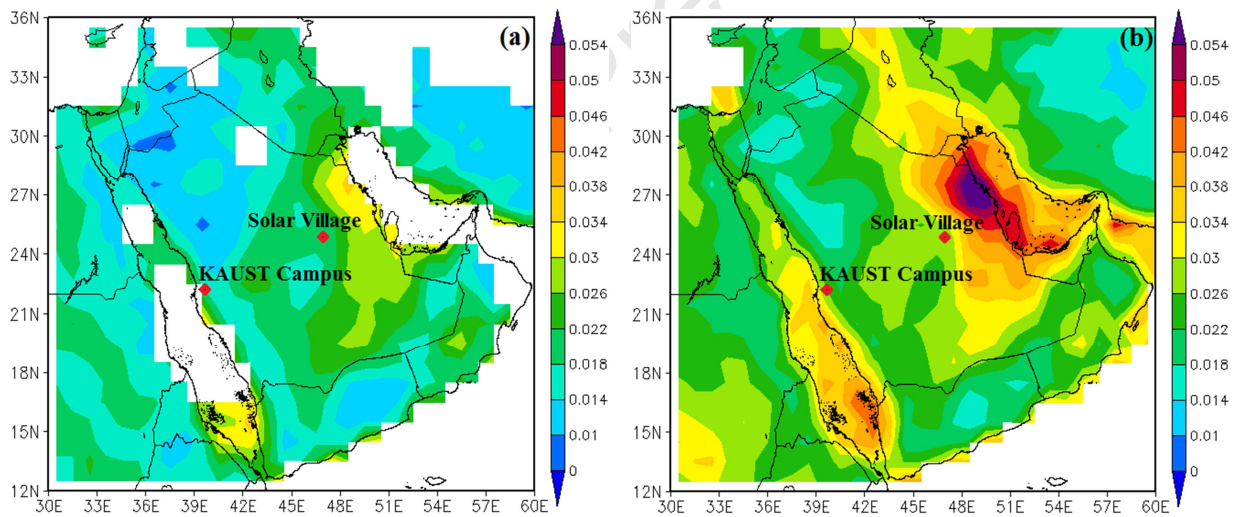 (a)
36N
33N
30N
27N
24N
21N
18N
15N
12N
30E 33E 36E 39E 42E 45E 48E 51E 54E 57E 60E
Solar Village
KAUST Campus
0.054
0.05
0.046
0.042
0.038
0.034
0.03
0.026
0.022
0.018
0.014
0.01
0
(b)
36N
33N
30N
27N
24N
21N
18N
15N
12N
30E 33E 36E 39E 42E 45E 48E 51E 54E 57E 60E
Solar Village
KAUST Campus
0.054
0.05
0.046
0.042
0.038
0.034
0.03
0.026
0.022
0.018
0.014
0.01
0